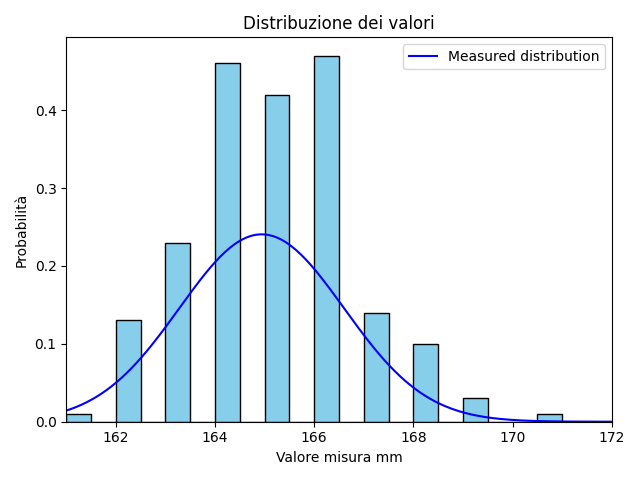 Distribuzione dei valori
Measured distribution
Probabilità
0.4
0.3
0.2
0.1
0.0
162 164 166 168 170 172
Valore misura mm